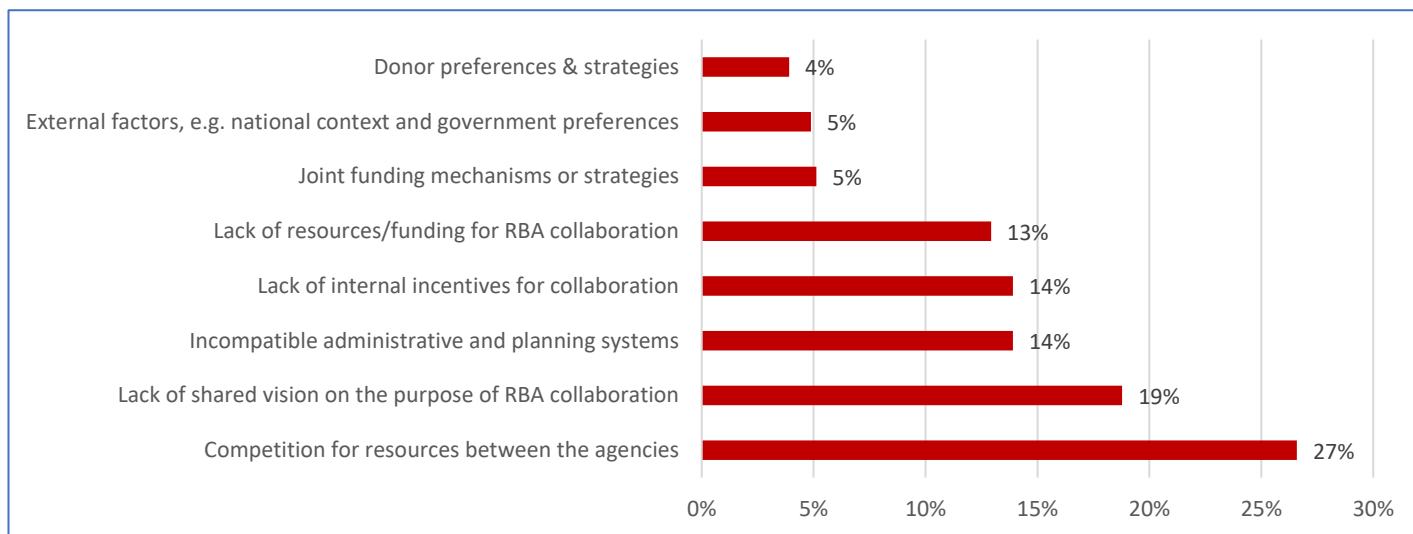 Donor preferences & strategies 4%
External factors, e.g. national context and government preferences 5%
Joint funding mechanisms or strategies 5%
Lack of resources/funding for RBA collaboration 13%
Lack of internal incentives for collaboration 14%
Incompatible administrative and planning systems 14%
Lack of shared vision on the purpose of RBA collaboration 19%
Competition for resources between the agencies 27%
0% 5% 10% 15% 20% 25% 30%